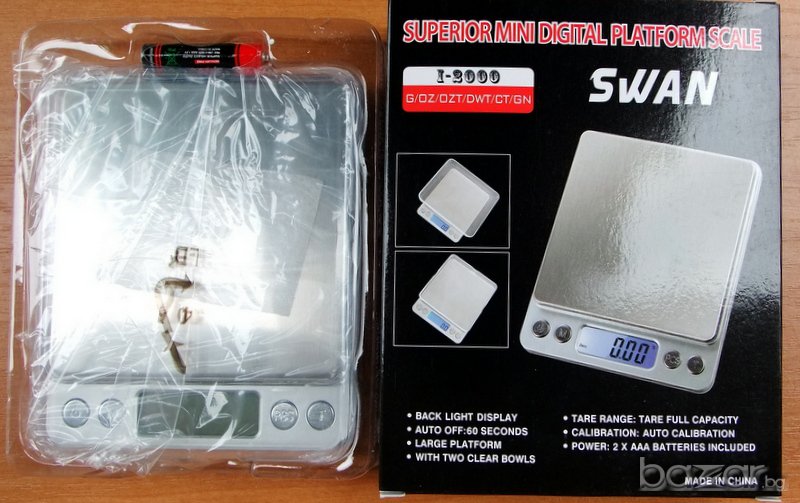 SUPERIOR MINI DIGITAL PLATFORM SCALE
I-2000
SWAN
G/OZ/OZT/DWT/CT/GN
M
0.00
• BACK LIGHT DISPLAY
• AUTO OFF:60 SECONDS
• LARGE PLATFORM
• WITH TWO CLEAR BOWLS
• TARE RANGE: TARE FULL CAPACITY
• CALIBRATION: AUTO CALIBRATION
• POWER: 2 X AAA BATTERIES INCLUDED
MADE IN CHINA
PCS
T
bazar.bg